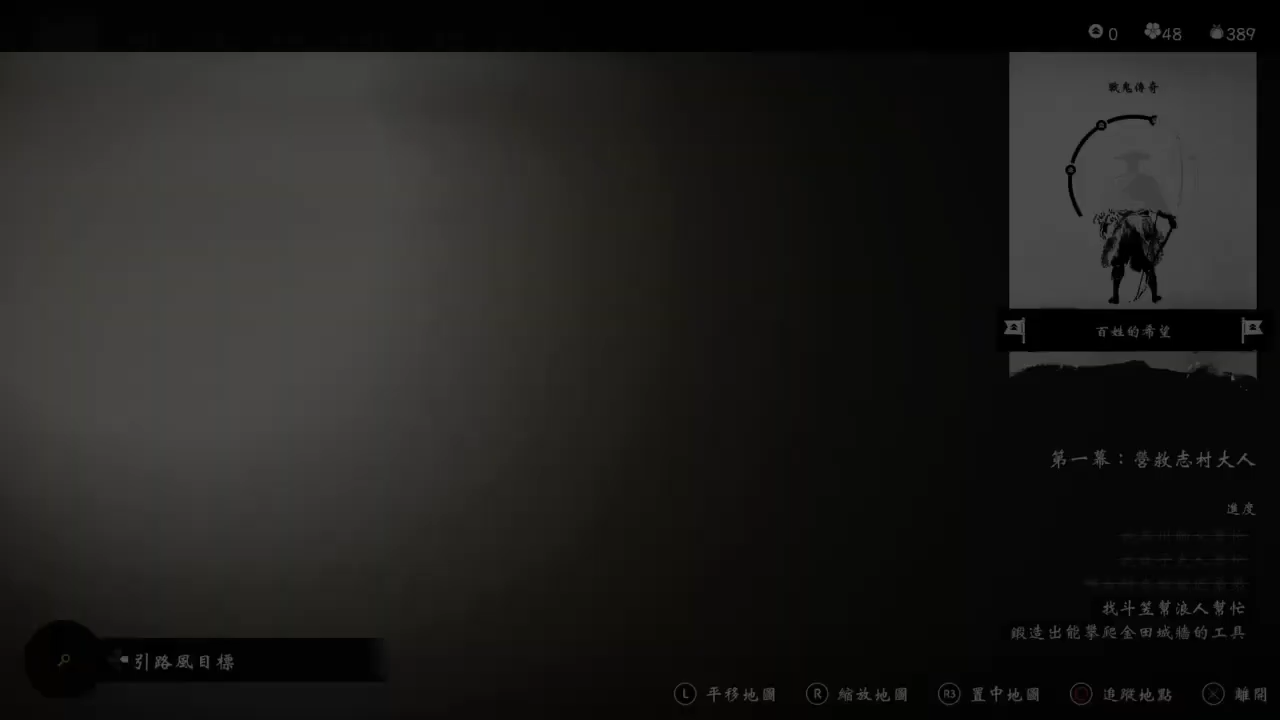 0 48 389
戰鬼傳奇
百姓的希望
第一幕：營救志村大人
進度
找斗笠幫浪人幫忙
鍛造出能攀爬金田城牆的工具
引路風目標
L 平移地圖 R 縮放地圖 R3 置中地圖 追蹤地點 離開